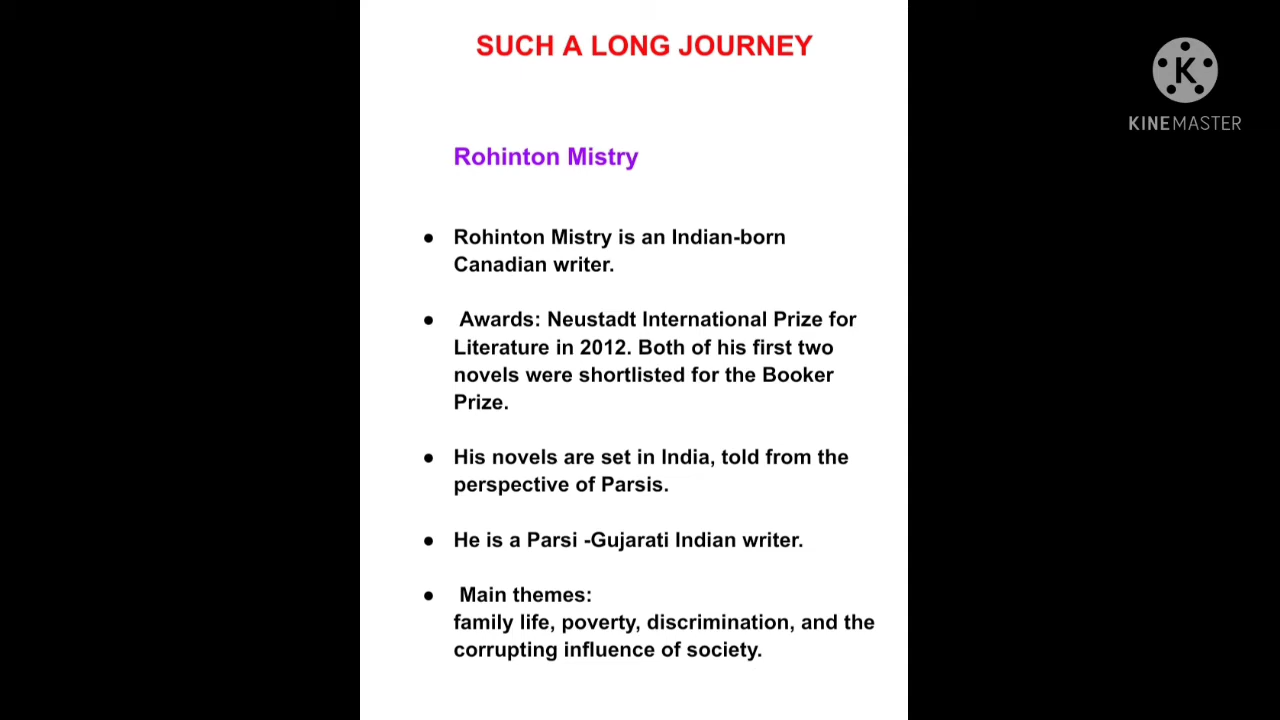 SUCH A LONG JOURNEY
K
KINEMASTER
Rohinton Mistry
● Rohinton Mistry is an Indian-born
Canadian writer.
● Awards: Neustadt International Prize for
Literature in 2012. Both of his first two
novels were shortlisted for the Booker
Prize.
● His novels are set in India, told from the
perspective of Parsis.
● He is a Parsi -Gujarati Indian writer.
● Main themes:
family life, poverty, discrimination, and the
corrupting influence of society.